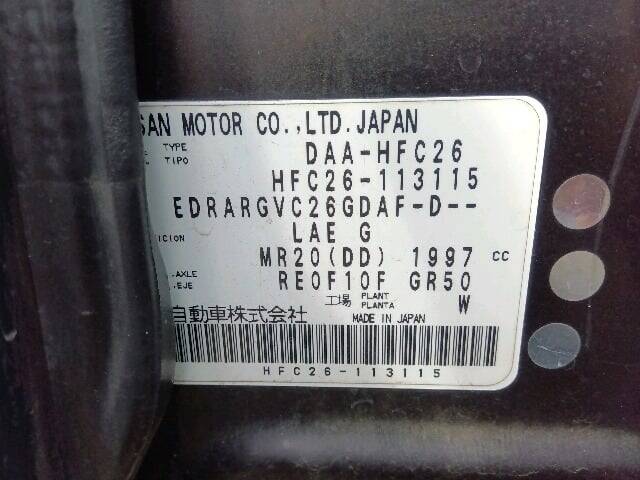 SAN MOTOR CO.,LTD.JAPAN
TYPE
TIPO DAA-HFC26
HFC26-113115
EDRARGVC26GDAF-D--
ICION LAE G
MR20(DD) 1997 CC
AXLE
EJE RE0F10F GR50
工場 PLANT
PLANTA W
自動車株式会社 MADE IN JAPAN
HFC26-113115